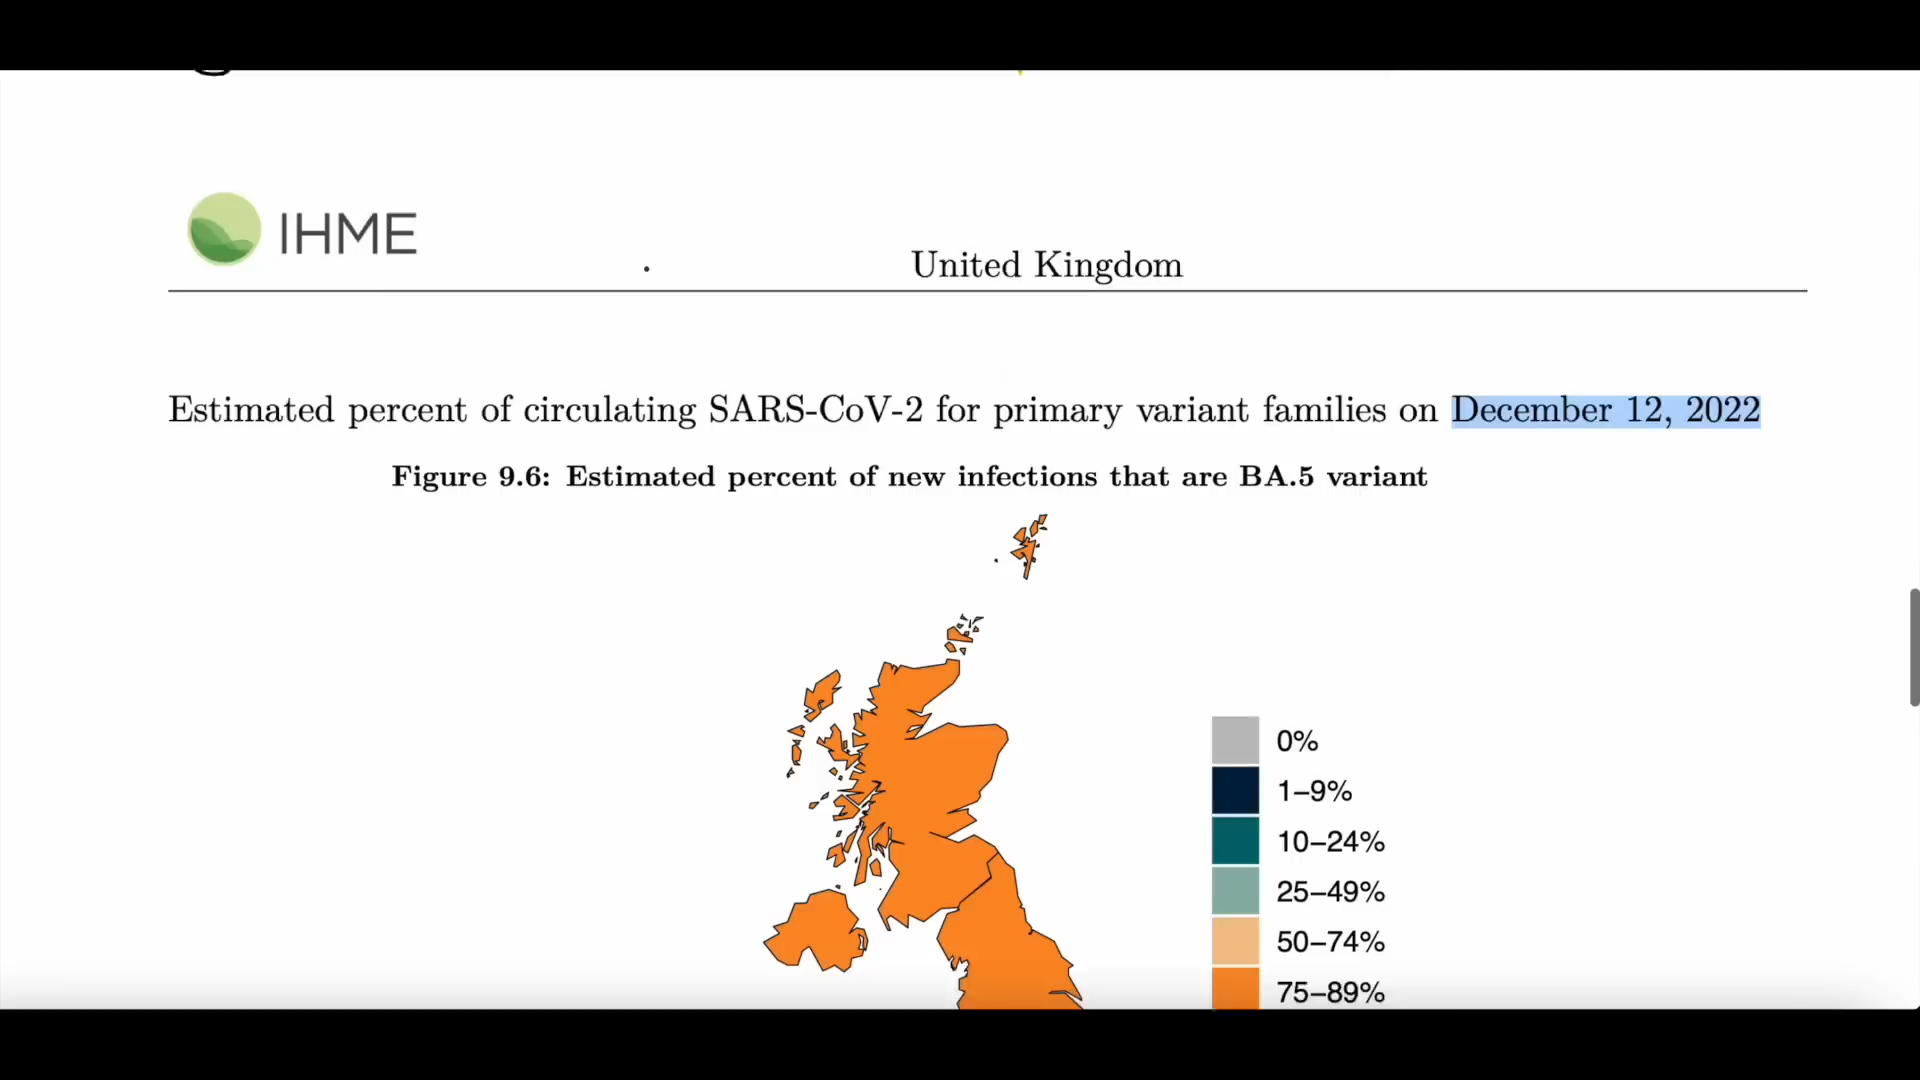 IHME
United Kingdom
Estimated percent of circulating SARS-CoV-2 for primary variant families on December 12, 2022
Figure 9.6: Estimated percent of new infections that are BA.5 variant
0%
1–9%
10–24%
25–49%
50–74%
75–89%